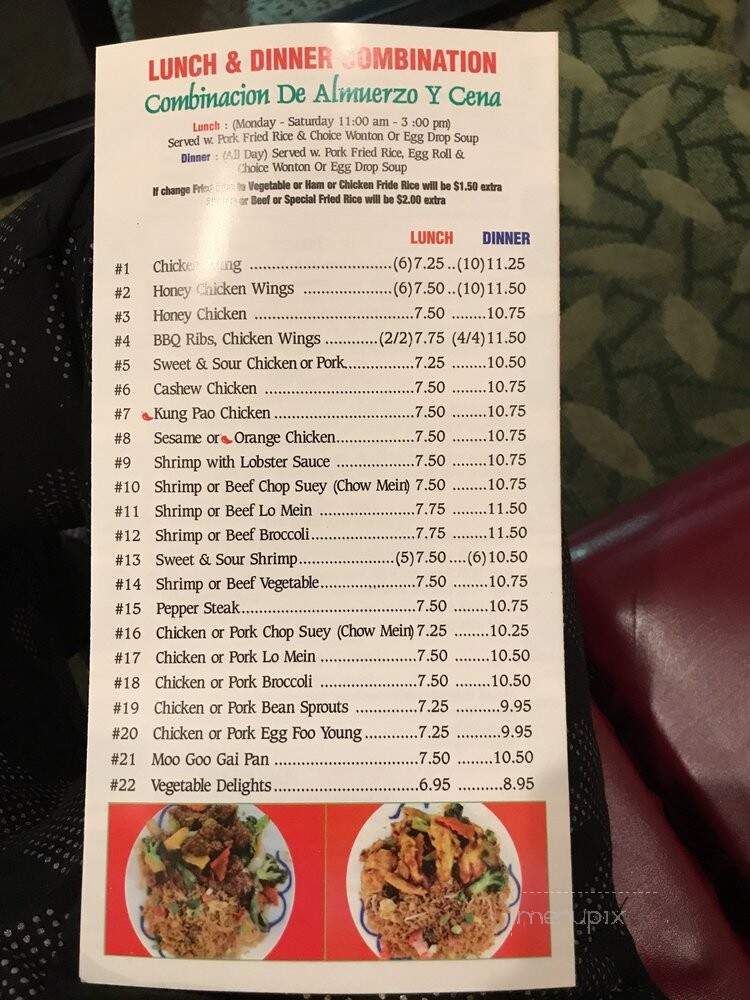 LUNCH & DINNER COMBINATION
Combinacion De Almuerzo Y Cena
Lunch : (Monday - Saturday 11:00 am - 3 :00 pm)
Served w. Pork Fried Rice & Choice Wonton Or Egg Drop Soup
Dinner : (All Day) Served w. Pork Fried Rice, Egg Roll &
Choice Wonton Or Egg Drop Soup
If change Fried to Vegetable or Ham or Chicken Fride Rice will be $1.50 extra
or Beef or Special Fried Rice will be $2.00 extra
LUNCH DINNER
#1 Chicken Wing ....................................(6)7.25..(10)11.25
#2 Honey Chicken Wings .......................(6)7.50..(10)11.50
#3 Honey Chicken .........................................7.50 ........10.75
#4 BBQ Ribs, Chicken Wings ............(2/2)7.75 (4/4)11.50
#5 Sweet & Sour Chicken or Pork..................7.25 ........10.50
#6 Cashew Chicken ......................................7.50 ........10.75
#7 Kung Pao Chicken ...................................7.50 ........10.75
#8 Sesame or Orange Chicken....................7.50 ........10.75
#9 Shrimp with Lobster Sauce ....................7.50 ........10.75
#10 Shrimp or Beef Chop Suey (Chow Mein) 7.50 ........10.75
#11 Shrimp or Beef Lo Mein ........................7.75 ........11.50
#12 Shrimp or Beef Broccoli..........................7.75 ........11.50
#13 Sweet & Sour Shrimp........................(5)7.50....(6)10.50
#14 Shrimp or Beef Vegetable........................7.50 ........10.75
#15 Pepper Steak...........................................7.50 ........10.75
#16 Chicken or Pork Chop Suey (Chow Mein) 7.25 ........10.25
#17 Chicken or Pork Lo Mein ........................7.50 ........10.50
#18 Chicken or Pork Broccoli ........................7.50 ........10.50
#19 Chicken or Pork Bean Sprouts ...............7.25 ..........9.95
#20 Chicken or Pork Egg Foo Young.............7.25 ..........9.95
#21 Moo Goo Gai Pan ...................................7.50 ........10.50
#22 Vegetable Delights...................................6.95 ..........8.95
menupix